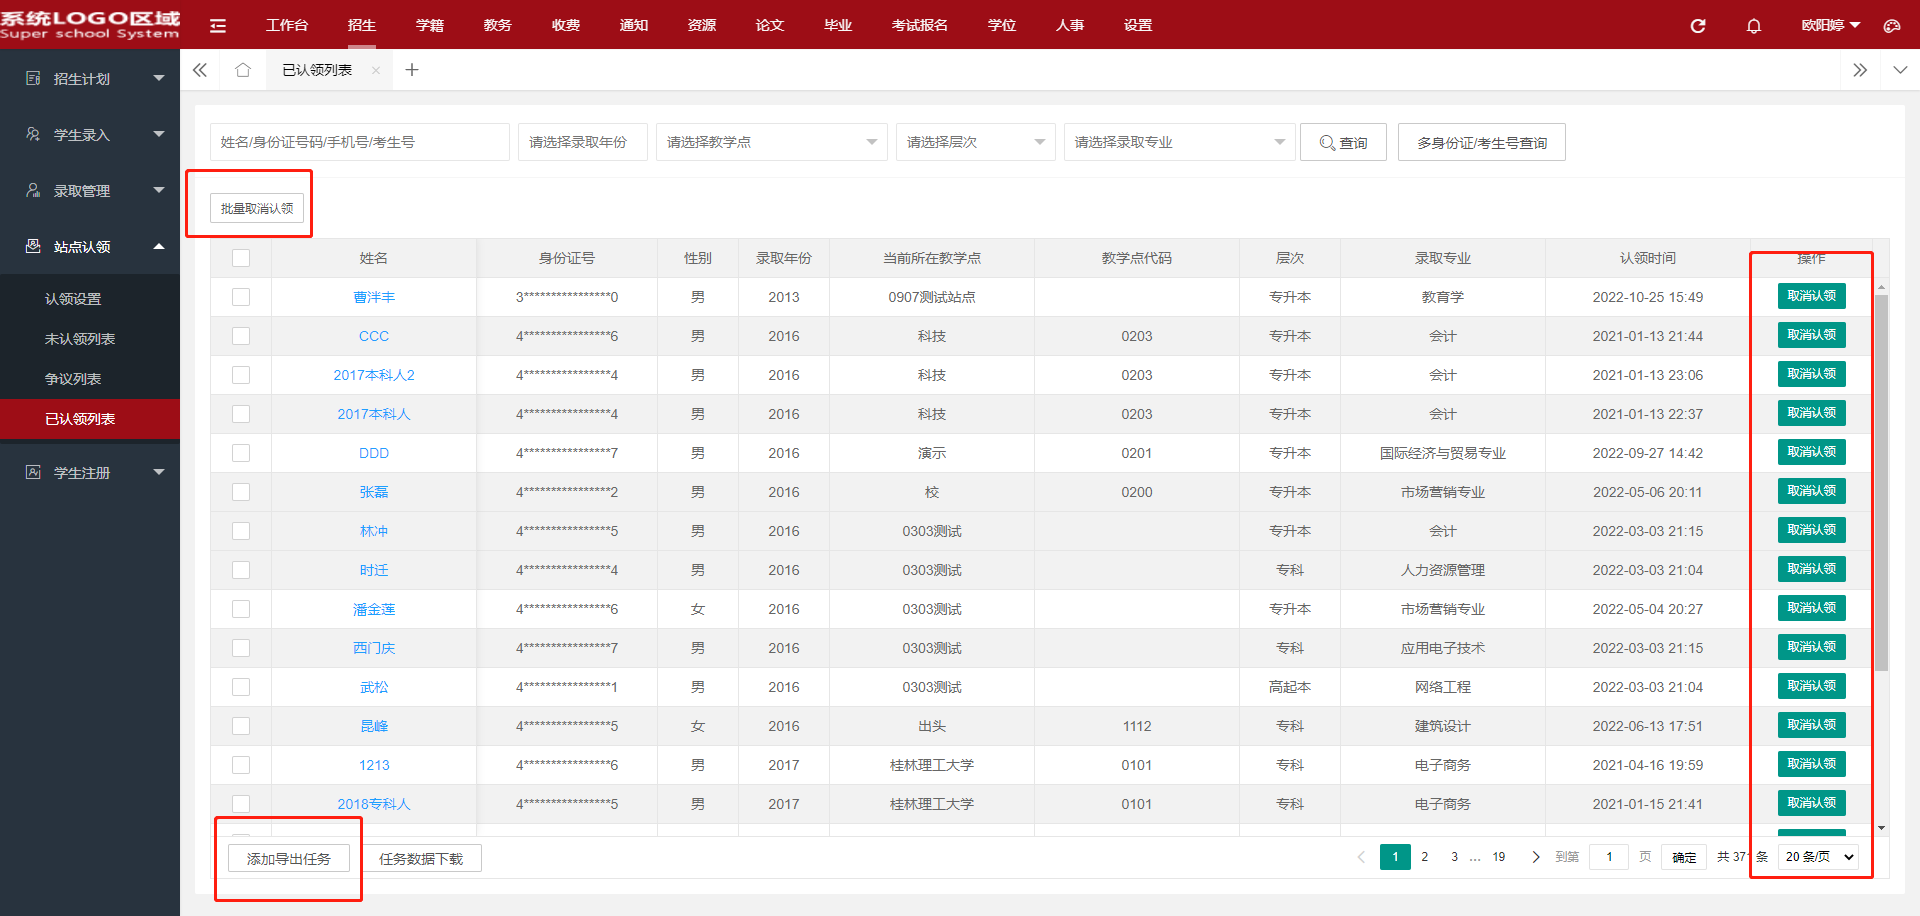 系统LOGO区域
Super school System
工作台 招生 学籍 教务 收费 通知 资源 论文 毕业 考试报名 学位 人事 设置
欧阳婷
招生计划
学生录入
录取管理
站点认领
认领设置
未认领列表
争议列表
已认领列表
学生注册
已认领列表
姓名/身份证号码/手机号/考生号 请选择录取年份 请选择教学点 请选择层次 请选择录取专业 查询 多身份证/考生号查询
批量取消认领
姓名 身份证号 性别 录取年份 当前所在教学点 教学点代码 层次 录取专业 认领时间 操作
曹泮丰 3****************0 男 2013 0907测试站点 专升本 教育学 2022-10-25 15:49 取消认领
CCC 4****************6 男 2016 科技 0203 专升本 会计 2021-01-13 21:44 取消认领
2017本科人2 4****************4 男 2016 科技 0203 专升本 会计 2021-01-13 23:06 取消认领
2017本科人 4****************4 男 2016 科技 0203 专升本 会计 2021-01-13 22:37 取消认领
DDD 4****************7 男 2016 演示 0201 专升本 国际经济与贸易专业 2022-09-27 14:42 取消认领
张磊 4****************2 男 2016 校 0200 专升本 市场营销专业 2022-05-06 20:11 取消认领
林冲 4****************5 男 2016 0303测试 专升本 会计 2022-03-03 21:15 取消认领
时迁 4****************4 男 2016 0303测试 专科 人力资源管理 2022-03-03 21:04 取消认领
潘金莲 4****************6 女 2016 0303测试 专升本 市场营销专业 2022-05-04 20:27 取消认领
西门庆 4****************7 男 2016 0303测试 专科 应用电子技术 2022-03-03 21:15 取消认领
武松 4****************1 男 2016 0303测试 高起本 网络工程 2022-03-03 21:04 取消认领
昆峰 4****************5 女 2016 出头 1112 专科 建筑设计 2022-06-13 17:51 取消认领
1213 4****************6 男 2017 桂林理工大学 0101 专科 电子商务 2021-04-16 19:59 取消认领
2018专科人 4****************5 男 2017 桂林理工大学 0101 专科 电子商务 2021-01-15 21:41 取消认领
添加导出任务 任务数据下载 1 2 3 … 19 到第 1 页 确定 共 371 条 20 条/页